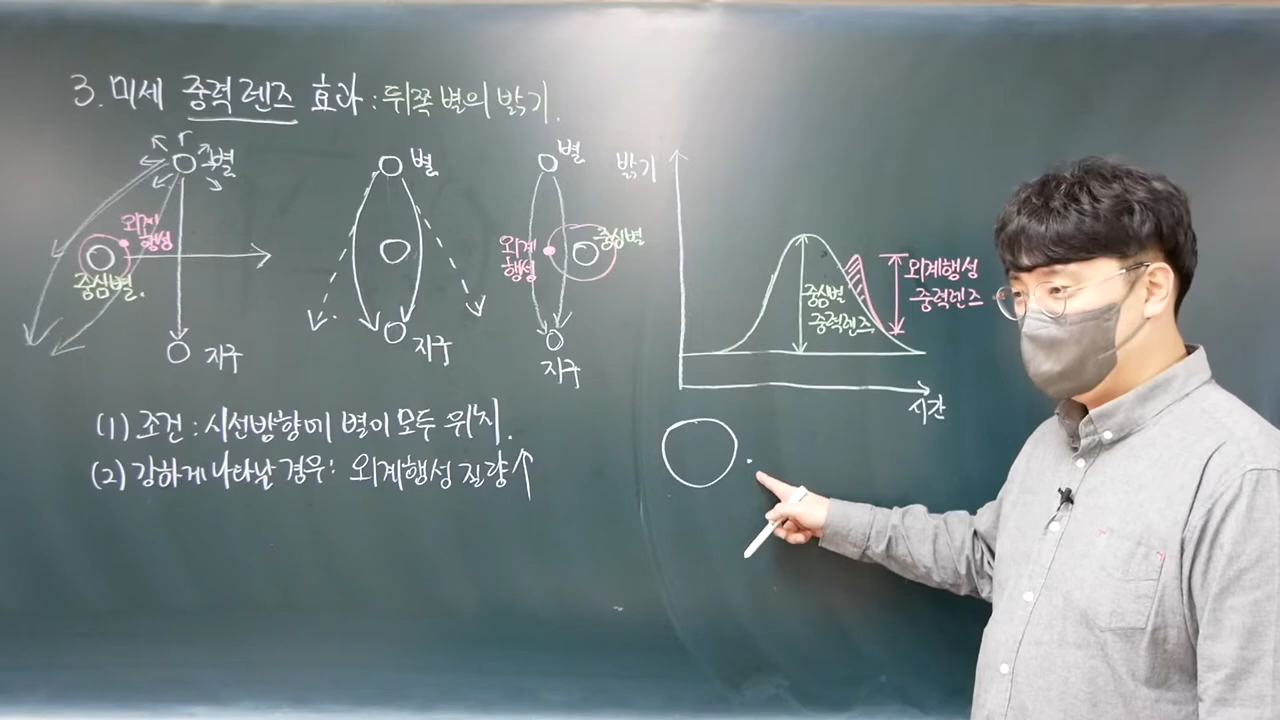 3. 미세 중력 렌즈 효과 : 뒤쪽 별의 밝기.
별
외계
행성
중심별.
지구
별
지구
별
외계
행성
중심별
지구
밝기
중심별
중력렌즈
외계행성
중력렌즈
시간
(1) 조건 : 시선방향에 별이 모두 위치.
(2) 강하게 나타날 경우: 외계행성 질량↑